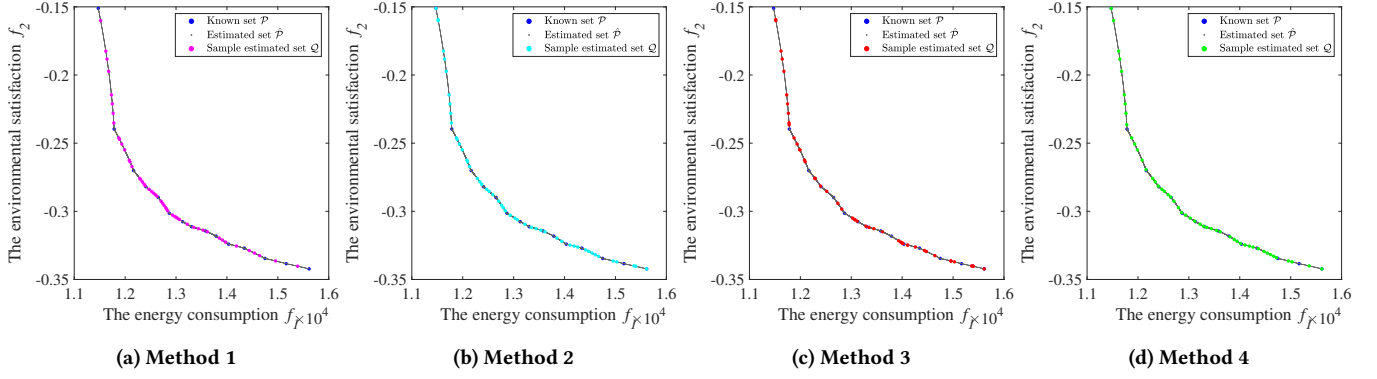 The environmental satisfaction f2
-0.2
-0.25
-0.3
-0.35
Known set P
Estimated set P̂
Sample estimated set Q
1.1 1.2 1.3 1.4 1.5 1.6
The energy consumption f1 ×10^4
(a) Method 1
The environmental satisfaction f2
-0.2
-0.25
-0.3
-0.35
Known set P
Estimated set P̂
Sample estimated set Q
1.1 1.2 1.3 1.4 1.5 1.6
The energy consumption f1 ×10^4
(b) Method 2
The environmental satisfaction f2
-0.2
-0.25
-0.3
-0.35
Known set P
Estimated set P̂
Sample estimated set Q
1.1 1.2 1.3 1.4 1.5 1.6
The energy consumption f1 ×10^4
(c) Method 3
The environmental satisfaction f2
-0.2
-0.25
-0.3
-0.35
Known set P
Estimated set P̂
Sample estimated set Q
1.1 1.2 1.3 1.4 1.5 1.6
The energy consumption f1 ×10^4
(d) Method 4